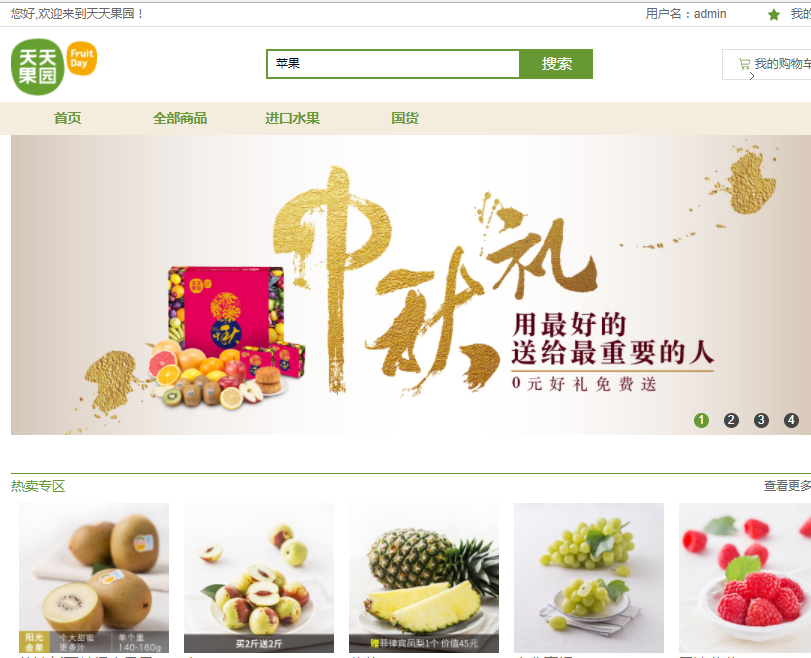 您好,欢迎来到天天果园！
用户名：admin
我的
天天果园
Fruit Day
苹果
搜索
我的购物车
首页 全部商品 进口水果 国货
中秋礼
用最好的
送给最重要的人
0元好礼免费送
1 2 3 4
热卖专区
查看更多
阳光金果
个大甜蜜
更多汁
单个重
140-160g
买2斤送2斤
赠菲律宾凤梨1个 价值45元